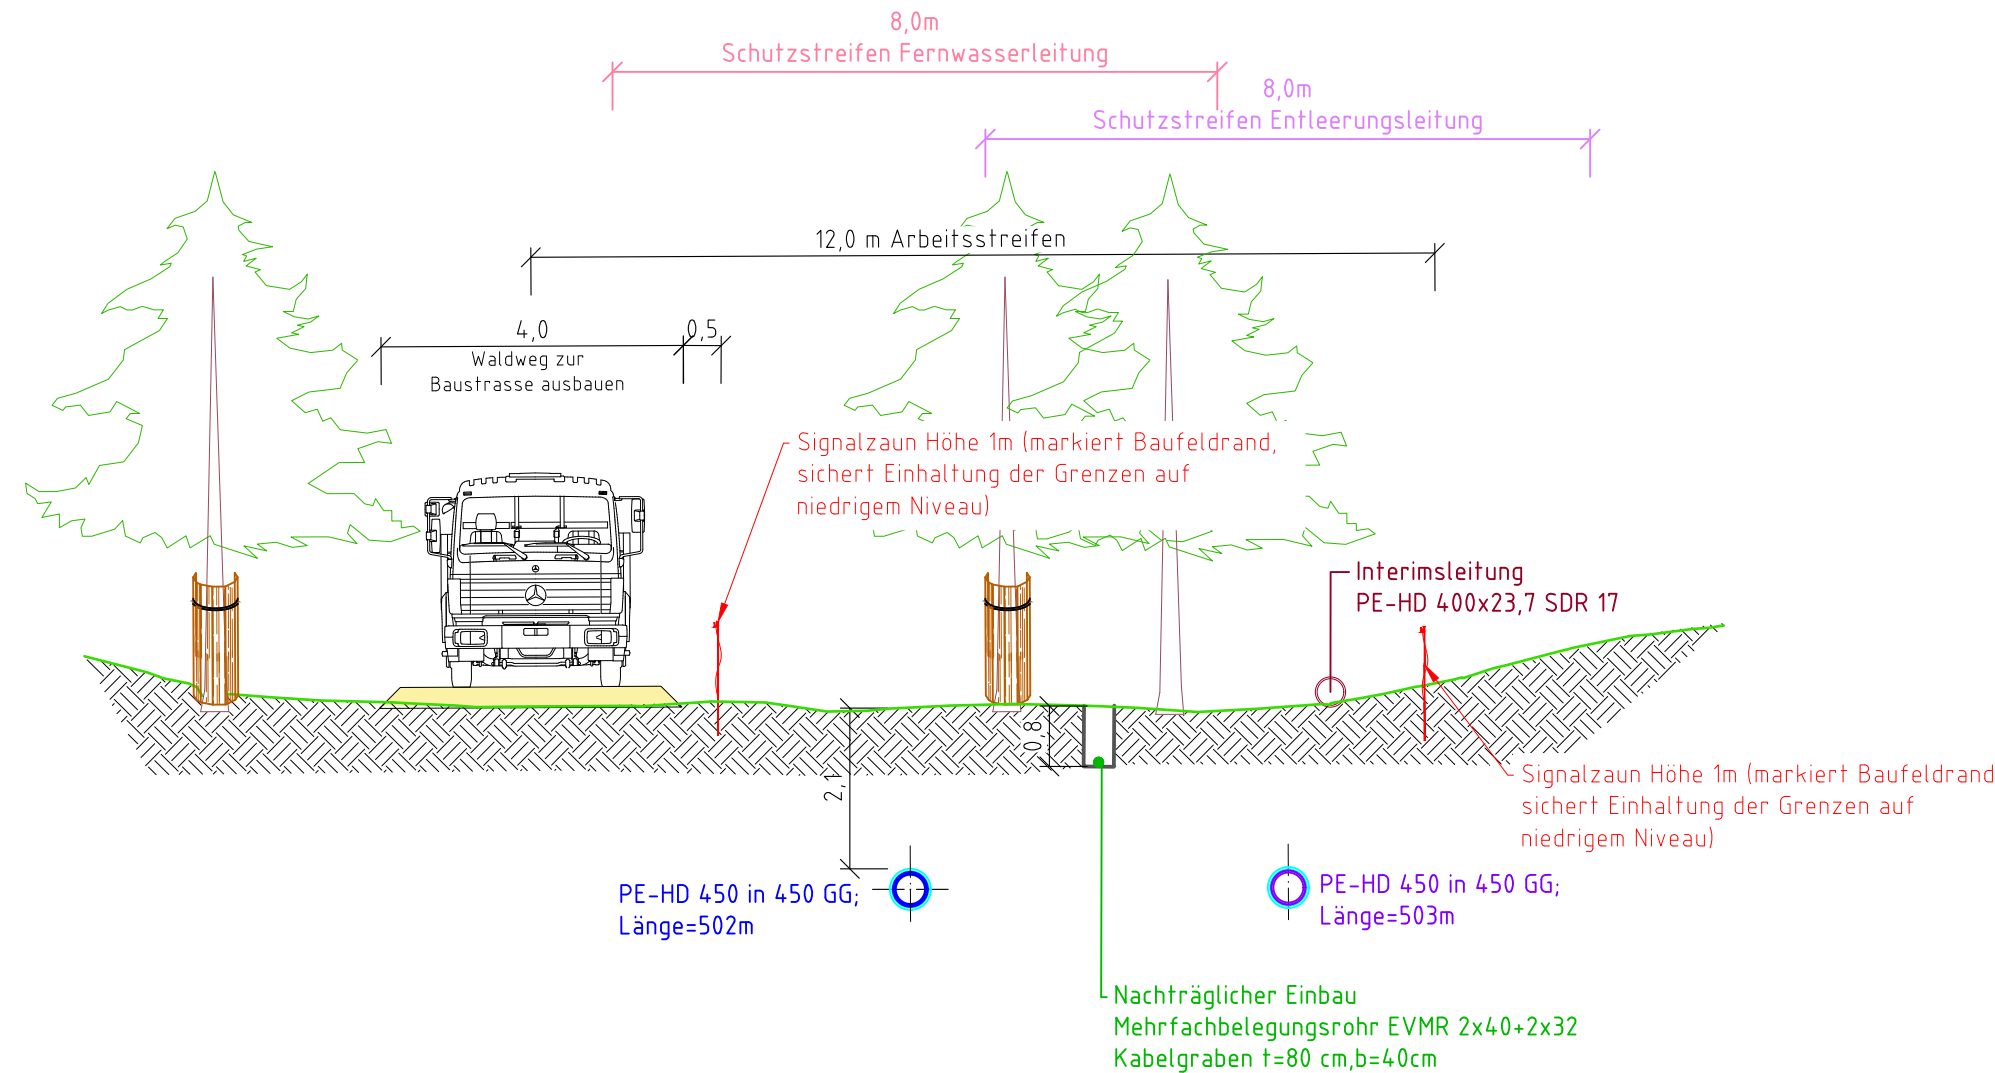 8,0m
Schutzstreifen Fernwasserleitung
8,0m
Schutzstreifen Entleerungsleitung
12,0 m Arbeitsstreifen
4,0
0,5
Waldweg zur
Baustrasse ausbauen
Signalzaun Höhe 1m (markiert Baufeldrand,
sichert Einhaltung der Grenzen auf
niedrigem Niveau)
Interimsleitung
PE-HD 400x23,7 SDR 17
0,8
2,1
Signalzaun Höhe 1m (markiert Baufeldrand
sichert Einhaltung der Grenzen auf
niedrigem Niveau)
PE-HD 450 in 450 GG;
Länge=502m
PE-HD 450 in 450 GG;
Länge=503m
Nachträglicher Einbau
Mehrfachbelegungsrohr EVMR 2x40+2x32
Kabelgraben t=80 cm,b=40cm